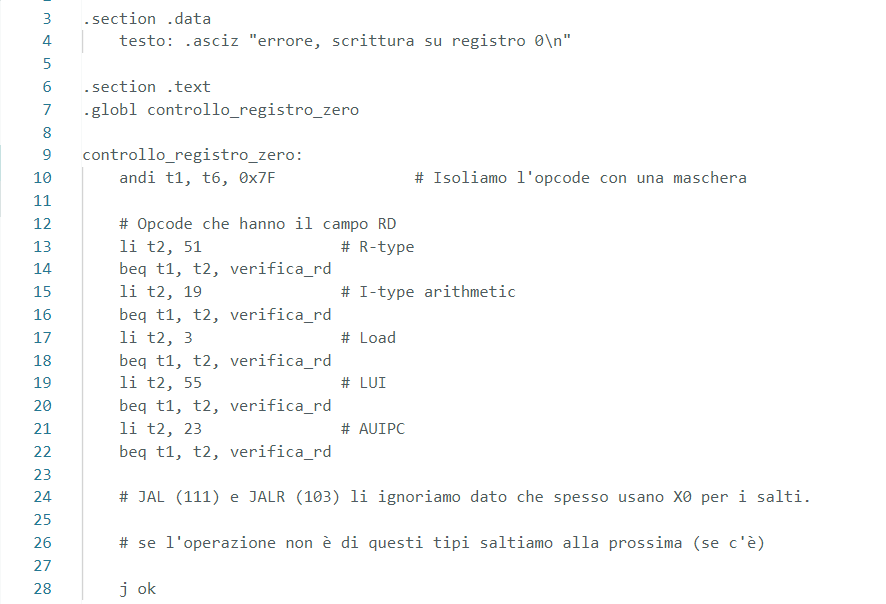 3 .section .data
4 testo: .asciz "errore, scrittura su registro 0\n"
5
6 .section .text
7 .globl controllo_registro_zero
8
9 controllo_registro_zero:
10 andi t1, t6, 0x7F # Isoliamo l'opcode con una maschera
11
12 # Opcode che hanno il campo RD
13 li t2, 51 # R-type
14 beq t1, t2, verifica_rd
15 li t2, 19 # I-type arithmetic
16 beq t1, t2, verifica_rd
17 li t2, 3 # Load
18 beq t1, t2, verifica_rd
19 li t2, 55 # LUI
20 beq t1, t2, verifica_rd
21 li t2, 23 # AUIPC
22 beq t1, t2, verifica_rd
23
24 # JAL (111) e JALR (103) li ignoriamo dato che spesso usano X0 per i salti.
25
26 # se l'operazione non è di questi tipi saltiamo alla prossima (se c'è)
27
28 j ok